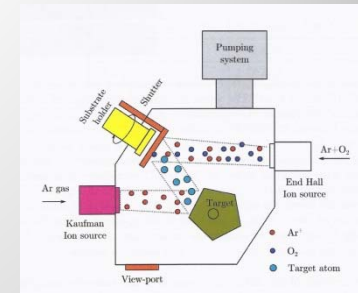 Pumping
system
Substrate
holder
Shutter
Ar+O₂
End Hall
Ion source
Ar gas
Target
Kaufman
Ion source
Ar⁺
O₂
Target atom
View-port